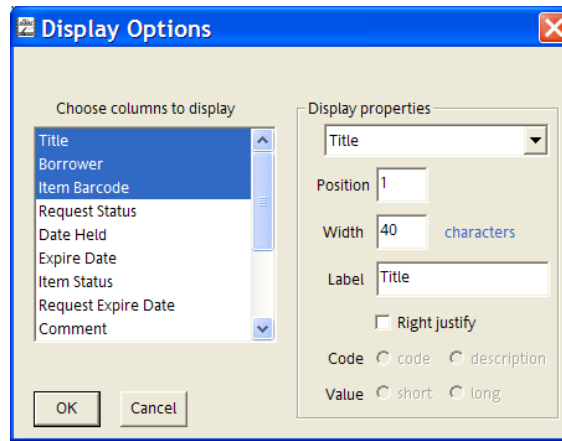 Display Options
Choose columns to display
Title
Borrower
Item Barcode
Request Status
Date Held
Expire Date
Item Status
Request Expire Date
Comment
OK
Cancel
Display properties
Title
Position 1
Width 40 characters
Label Title
Right justify
Code code description
Value short long